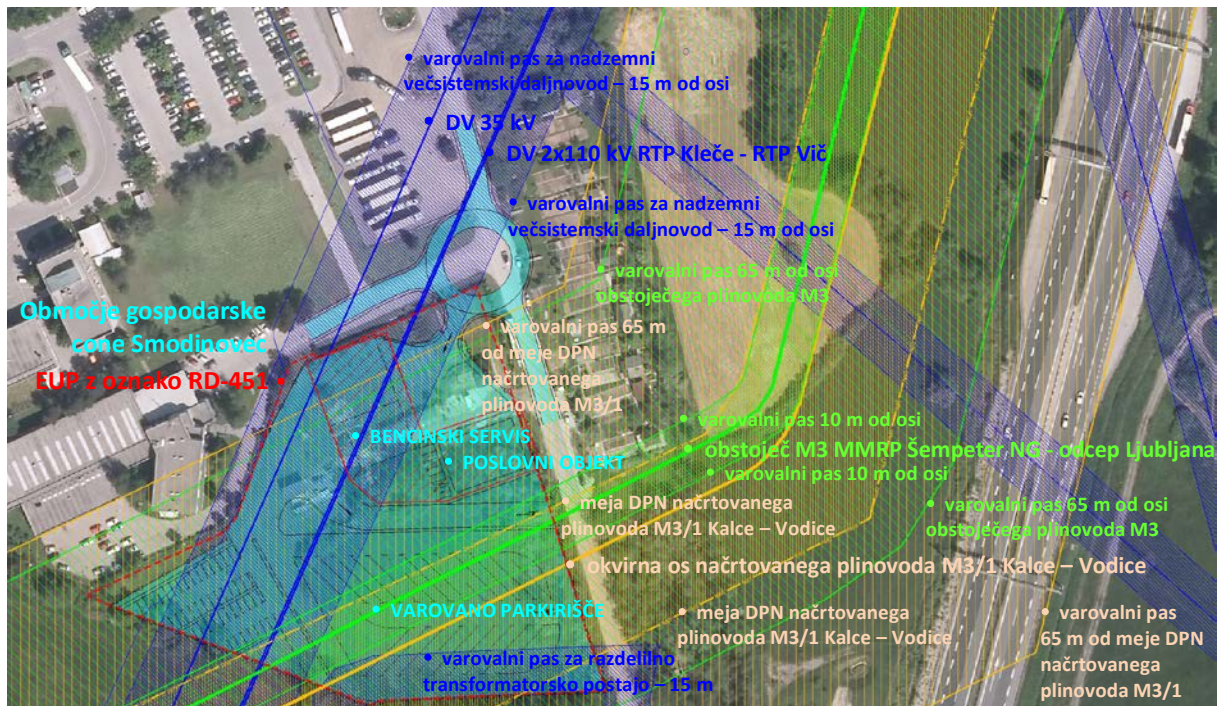 • varovalni pas za nadzemni
večsistemski daljnovod – 15 m od osi
• DV 35 kV
• DV 2x110 kV RTP Kleče - RTP Vič
• varovalni pas za nadzemni
večsistemski daljnovod – 15 m od osi
• varovalni pas 65 m od osi
obstoječega plinovoda M3
Območje gospodarske
cone Smodinovec
EUP z oznako RD-451 •
• varovalni pas 65 m
od meje DPN
načrtovanega
plinovoda M3/1
• BENCINSKI SERVIS
• POSLOVNI OBJEKT
• varovalni pas 10 m od osi
• obstoječ M3 MMRP Šempeter NG - odcep Ljubljana
• varovalni pas 10 m od osi
• meja DPN načrtovanega
plinovoda M3/1 Kalce – Vodice
• varovalni pas 65 m od osi
obstoječega plinovoda M3
• okvirna os načrtovanega plinovoda M3/1 Kalce – Vodice
• VAROVANO PARKIRIŠČE
• meja DPN načrtovanega
plinovoda M3/1 Kalce – Vodice
• varovalni pas
65 m od meje DPN
načrtovanega
plinovoda M3/1
• varovalni pas za razdelilno
transformatorsko postajo – 15 m